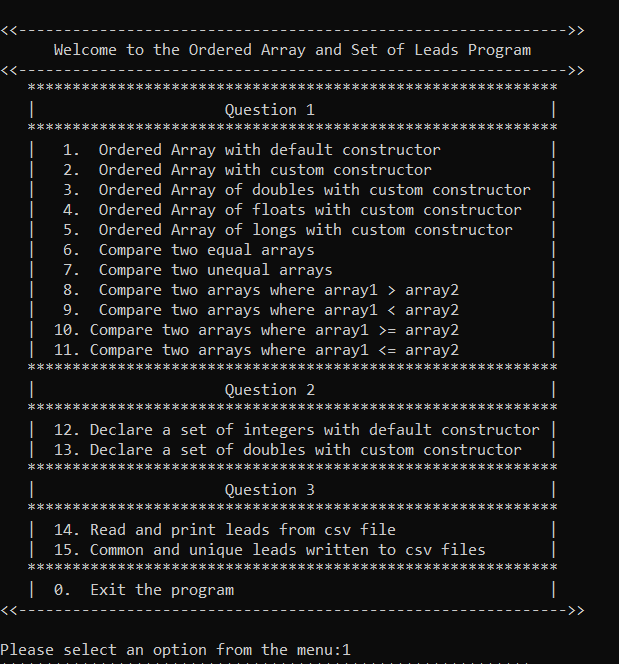 <<------------------------------------------------------------->>
Welcome to the Ordered Array and Set of Leads Program
<<------------------------------------------------------------->>
***********************************************************
| Question 1 |
***********************************************************
| 1.  Ordered Array with default constructor |
| 2.  Ordered Array with custom constructor |
| 3.  Ordered Array of doubles with custom constructor |
| 4.  Ordered Array of floats with custom constructor |
| 5.  Ordered Array of longs with custom constructor |
| 6.  Compare two equal arrays |
| 7.  Compare two unequal arrays |
| 8.  Compare two arrays where array1 > array2 |
| 9.  Compare two arrays where array1 < array2 |
| 10. Compare two arrays where array1 >= array2 |
| 11. Compare two arrays where array1 <= array2 |
***********************************************************
| Question 2 |
***********************************************************
| 12. Declare a set of integers with default constructor |
| 13. Declare a set of doubles with custom constructor |
***********************************************************
| Question 3 |
***********************************************************
| 14. Read and print leads from csv file |
| 15. Common and unique leads written to csv files |
***********************************************************
| 0.  Exit the program |
<<------------------------------------------------------------->>
Please select an option from the menu:1